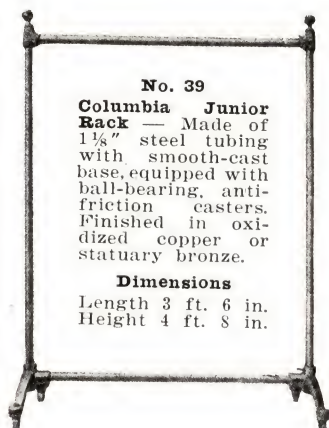 No. 39
Columbia Junior
Rack — Made of
1⅛" steel tubing
with smooth-cast
base, equipped with
ball-bearing, anti-
friction casters.
Finished in oxi-
dized copper or
statuary bronze.
Dimensions
Length 3 ft. 6 in.
Height 4 ft. 8 in.